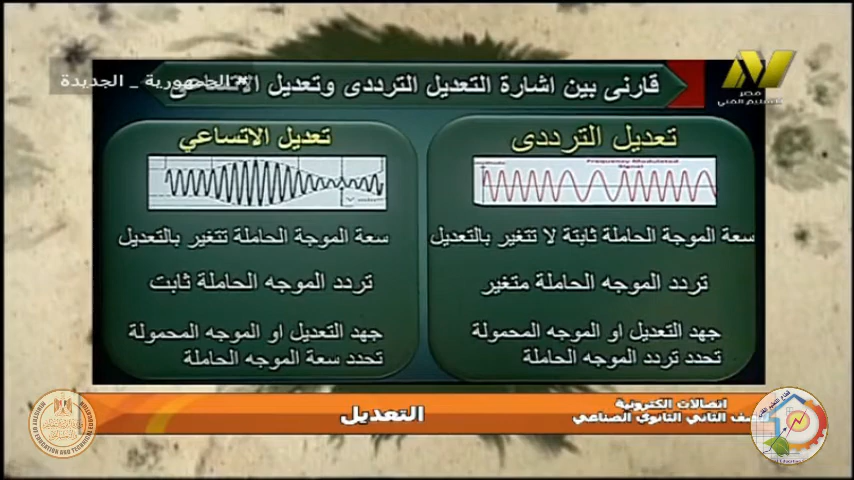 # الجمهورية _ الجديدة
قارنى بين اشارة التعديل الترددى وتعديل
مصر
للتعليم الفني
تعديل الترددى
Frequency Modulated
Signal
سعة الموجة الحاملة ثابتة لا تتغير بالتعديل
تردد الموجه الحاملة متغير
جهد التعديل او الموجه المحمولة
تحدد تردد الموجه الحاملة
تعديل الاتساعي
سعة الموجة الحاملة تتغير بالتعديل
تردد الموجه الحاملة ثابت
جهد التعديل او الموجه المحمولة
تحدد سعة الموجه الحاملة
اتصالات الكترونية
الثاني الثانوي الصناعي
التعديل